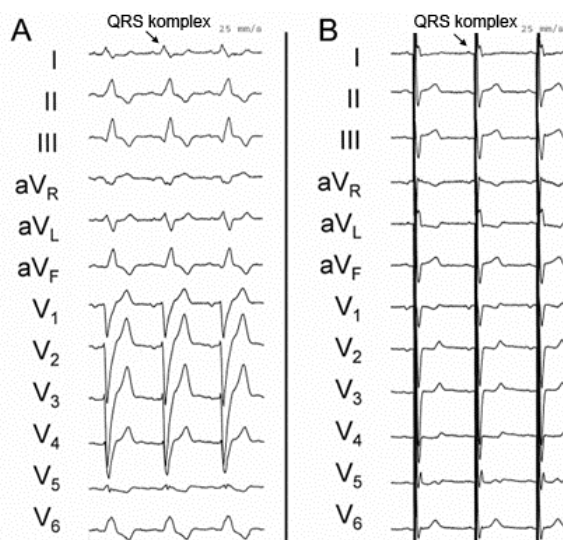 A QRS komplex 25 mm/s
I
II
III
aVR
aVL
aVF
V1
V2
V3
V4
V5
V6
B QRS komplex 25 mm/s
I
II
III
aVR
aVL
aVF
V1
V2
V3
V4
V5
V6